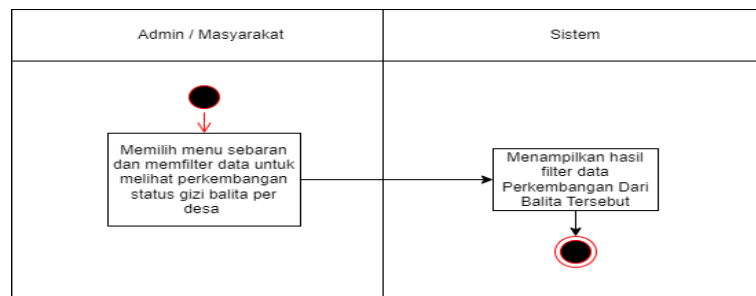 Admin / Masyarakat
Sistem
Memilih menu sebaran
dan memfilter data untuk
melihat perkembangan
status gizi balita per
desa
Menampilkan hasil
filter data
Perkembangan Dari
Balita Tersebut